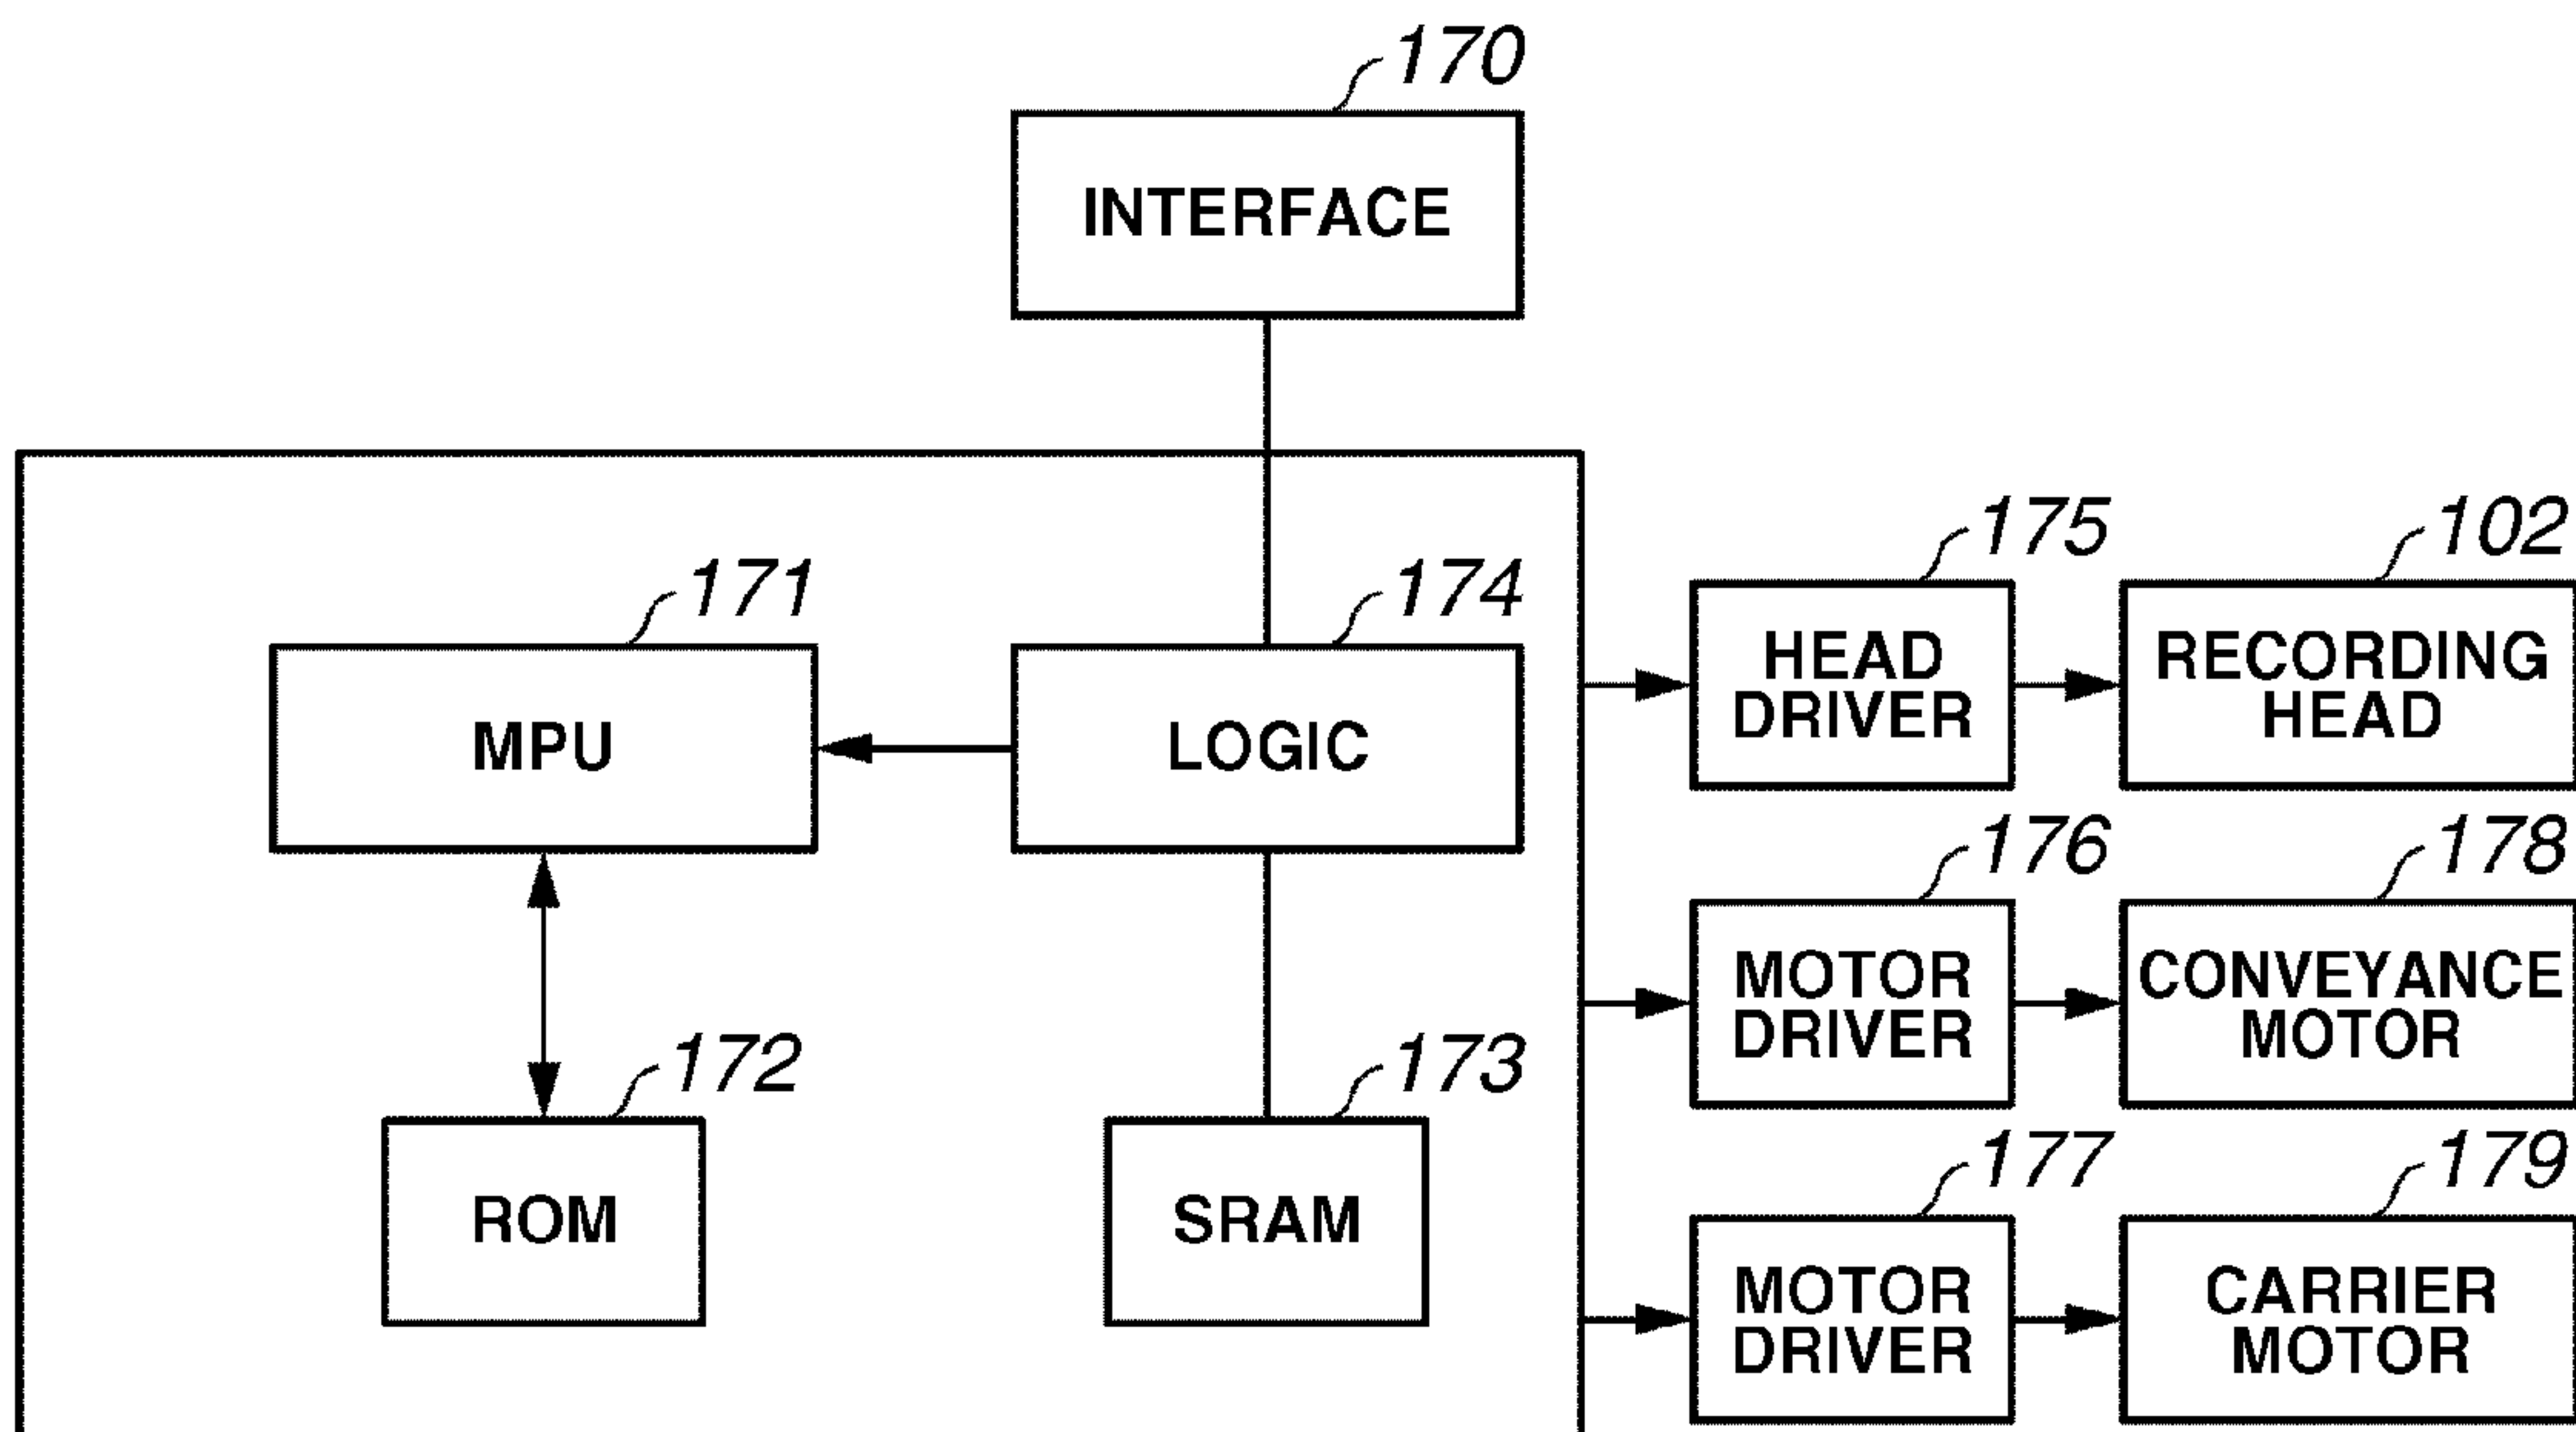 170
INTERFACE
171
MPU
174
LOGIC
172
ROM
173
SRAM
175
HEAD
DRIVER
102
RECORDING
HEAD
176
MOTOR
DRIVER
178
CONVEYANCE
MOTOR
177
MOTOR
DRIVER
179
CARRIER
MOTOR